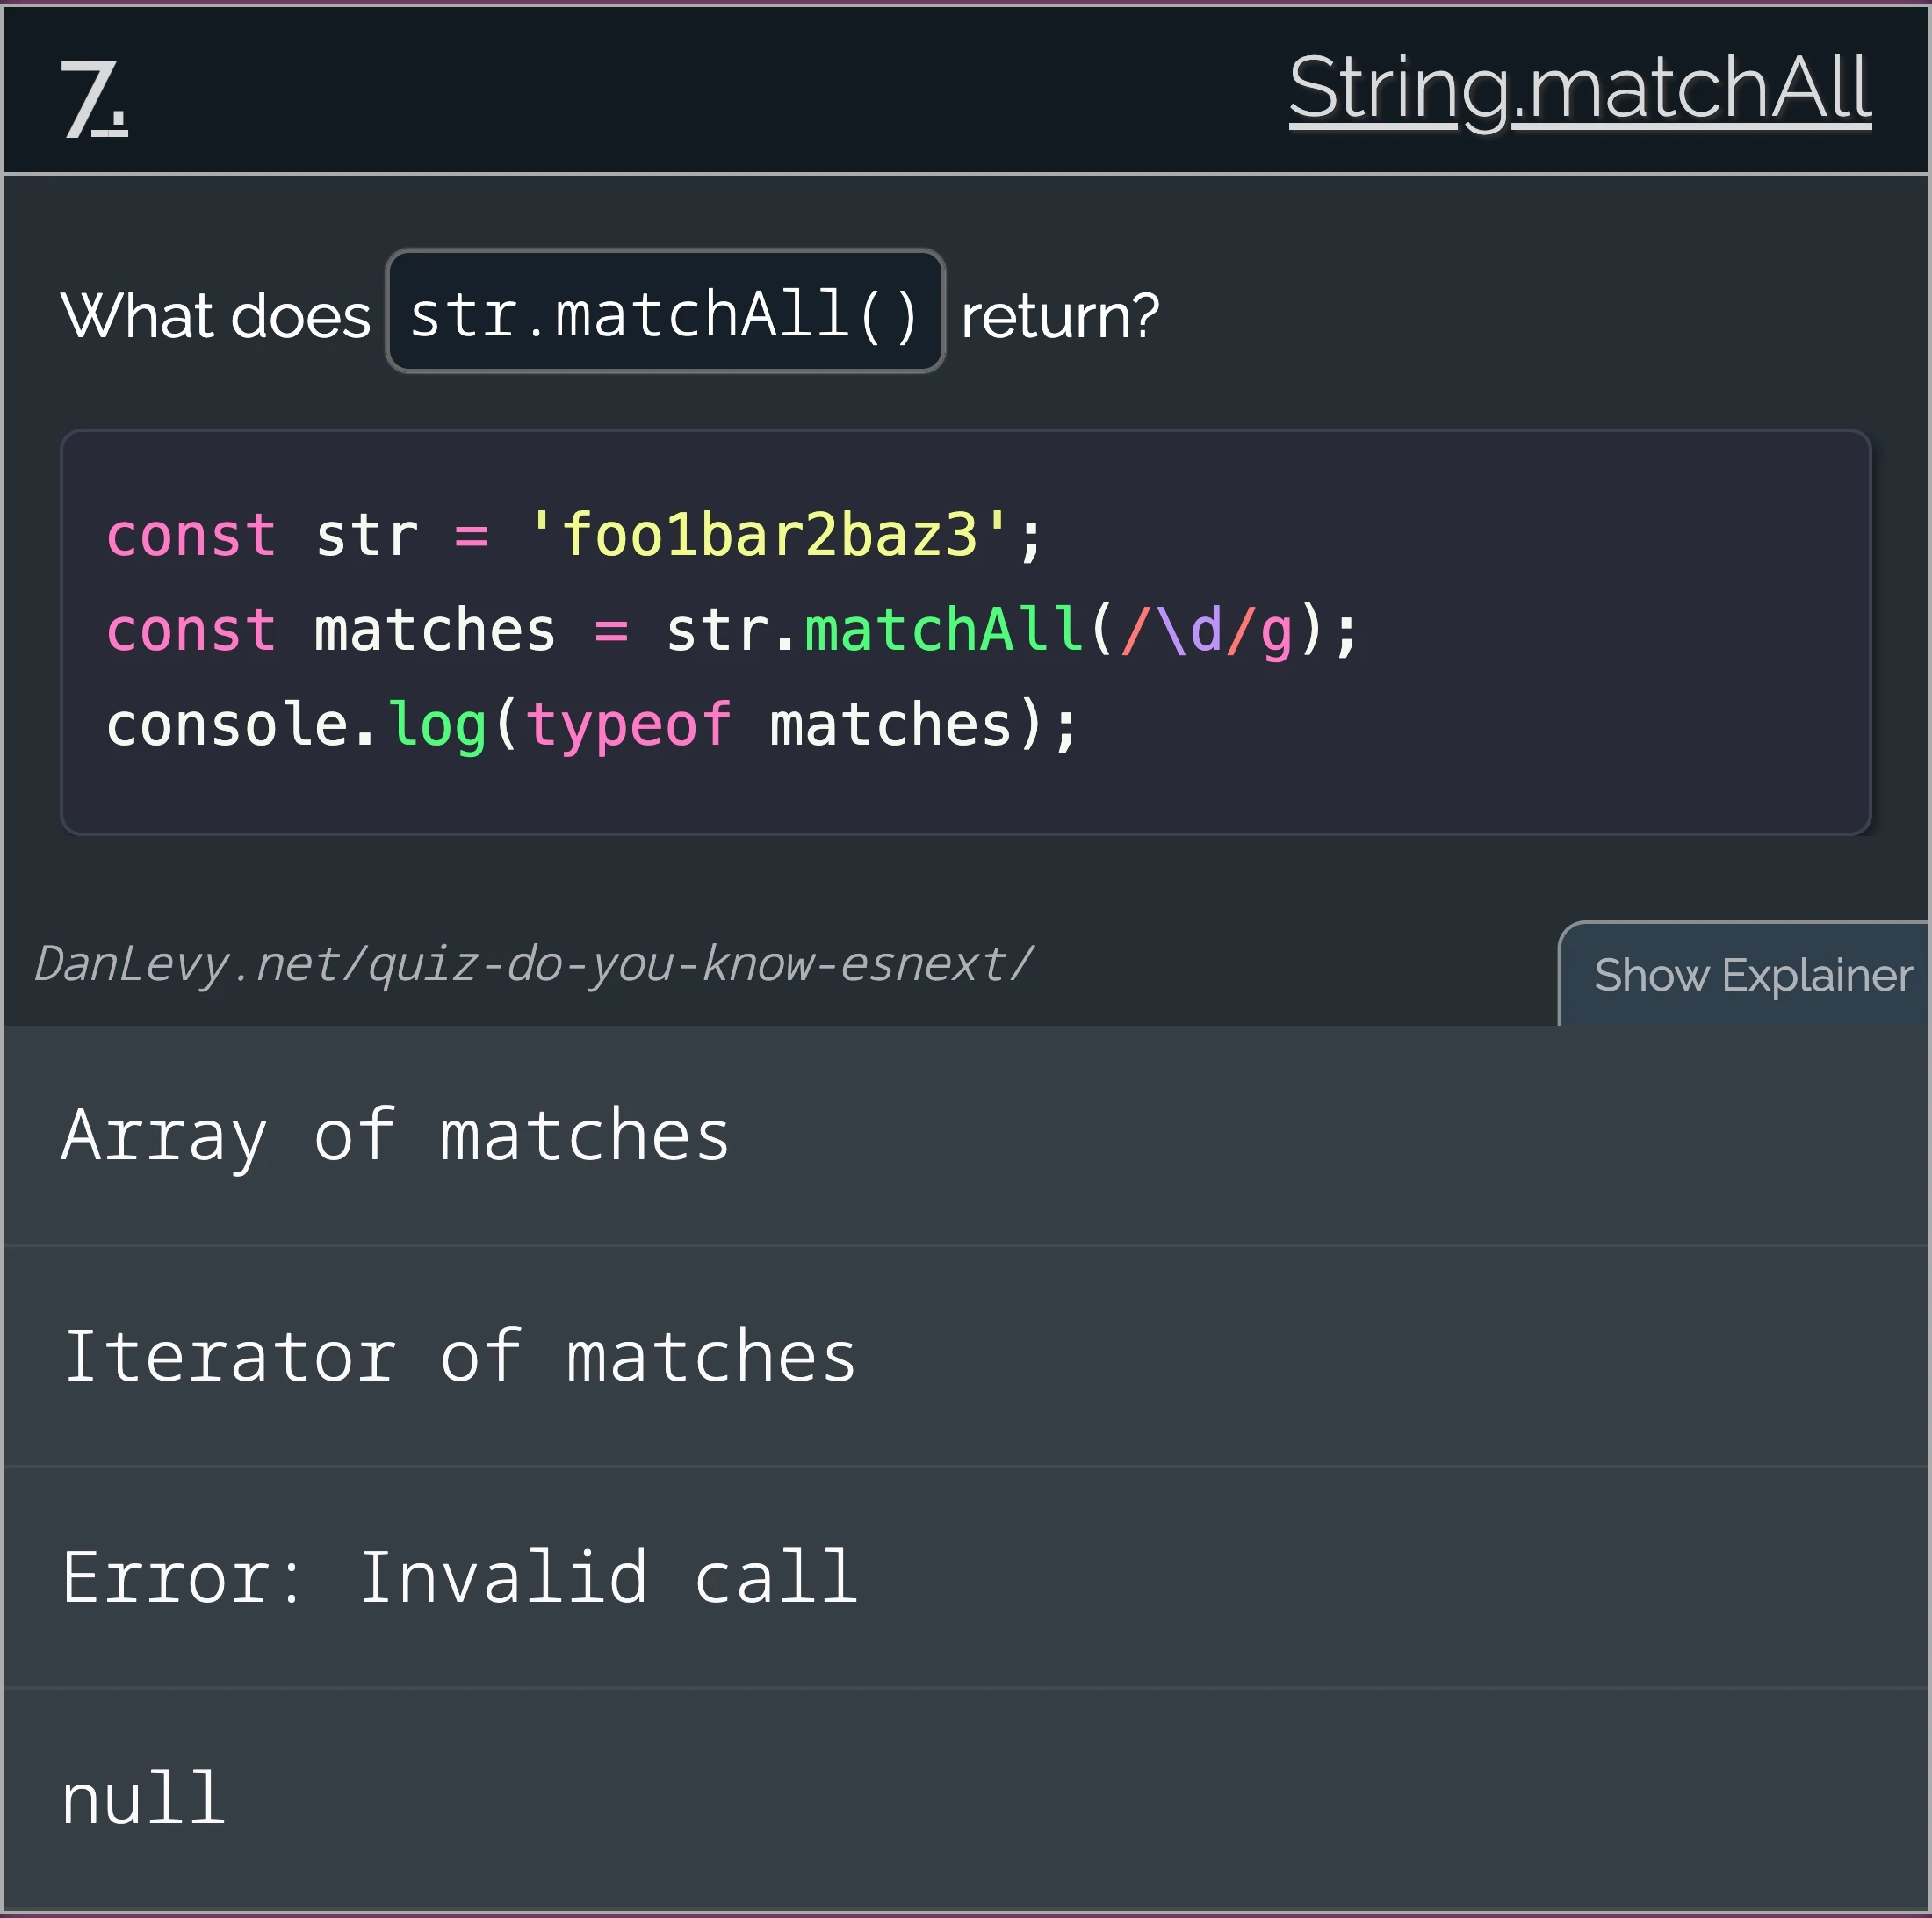 7.
String.matchAll
What does str.matchAll() return?
const str = 'foo1bar2baz3';
const matches = str.matchAll(/\d/g);
console.log(typeof matches);
DanLevy.net/quiz-do-you-know-esnext/
Show Explainer
Array of matches
Iterator of matches
Error: Invalid call
null